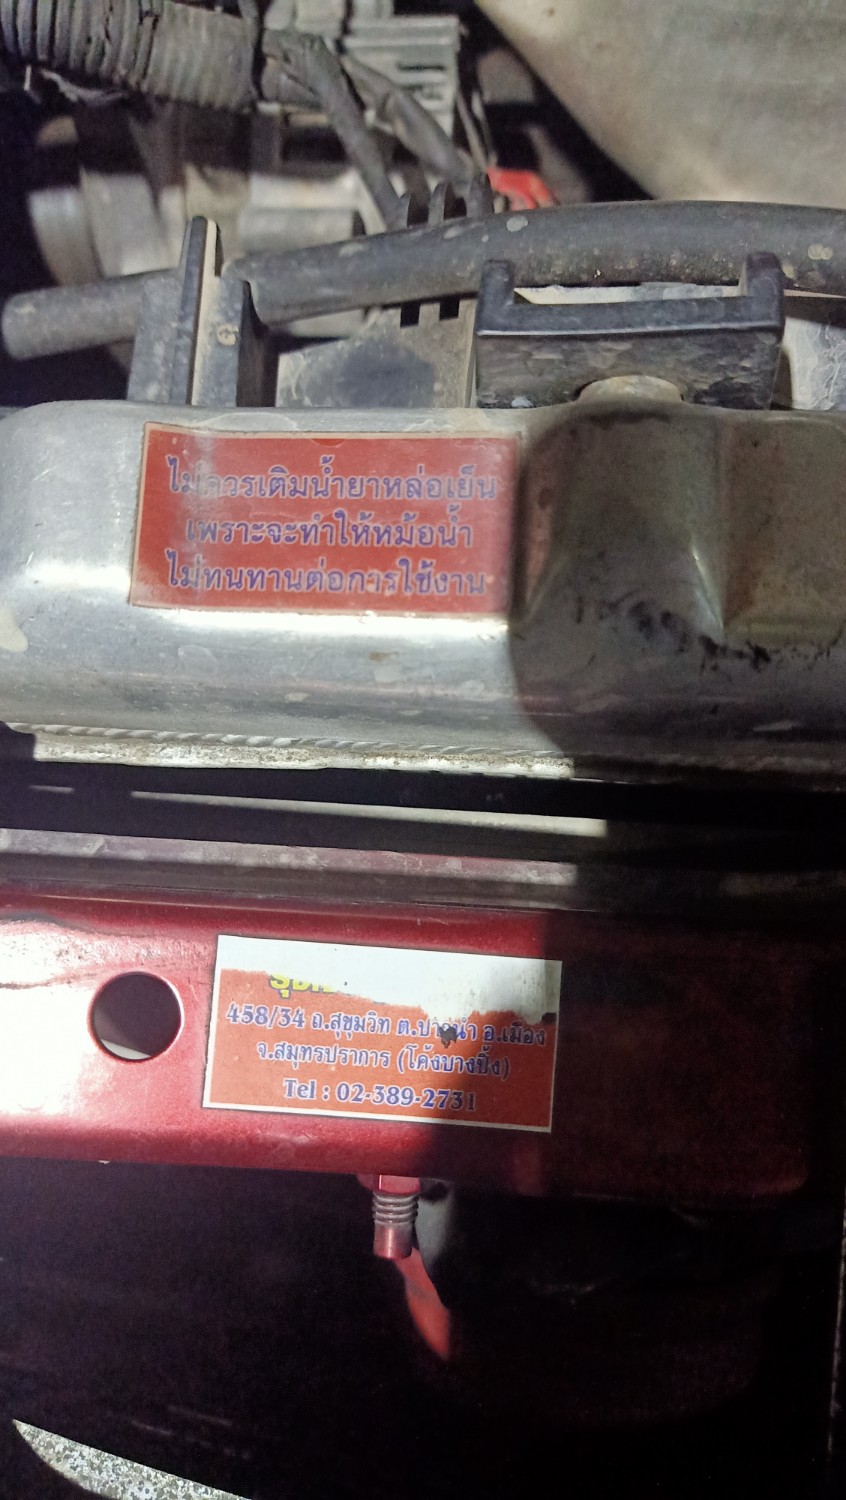 ไม่ควรเติมน้ำยาหล่อเย็น
เพราะจะทำให้หม้อน้ำ
ไม่ทนทานต่อการใช้งาน
458/34 ถ.สุขุมวิท ต.ปากน้ำ อ.เมือง
จ.สมุทรปราการ (โค้งบางปิ้ง)
Tel : 02-389-2731